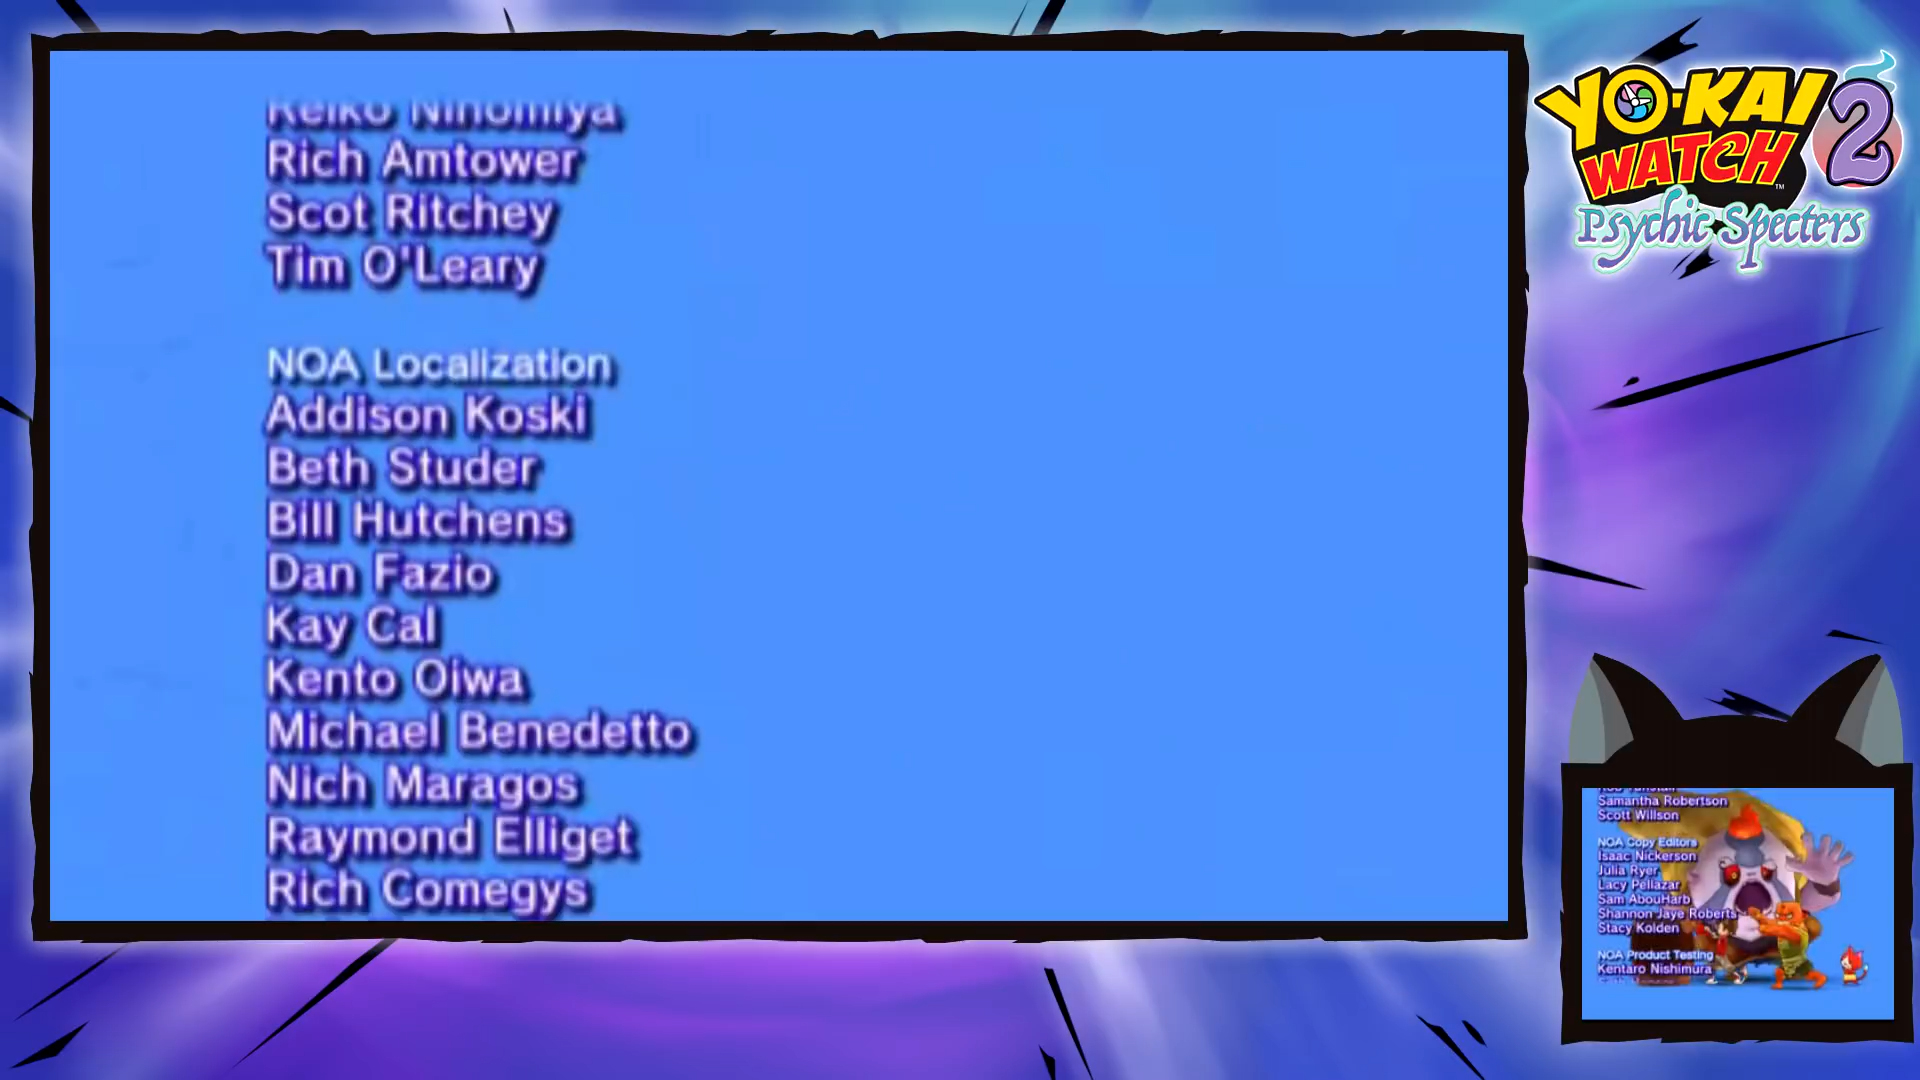 Keiko Ninomiya
Rich Amtower
Scot Ritchey
Tim O'Leary
NOA Localization
Addison Koski
Beth Studer
Bill Hutchens
Dan Fazio
Kay Cal
Kento Oiwa
Michael Benedetto
Nich Maragos
Raymond Elliget
Rich Comegys
YO-KAI
WATCH 2
™
Psychic Specters
Samantha Robertson
Scott Willson
NOA Copy Editors
Isaac Nickerson
Julia Ryer
Lacy Pellazar
Sam AbouHarb
Shannon Jaye Roberts
Stacy Kolden
NOA Product Testing
Kentaro Nishimura